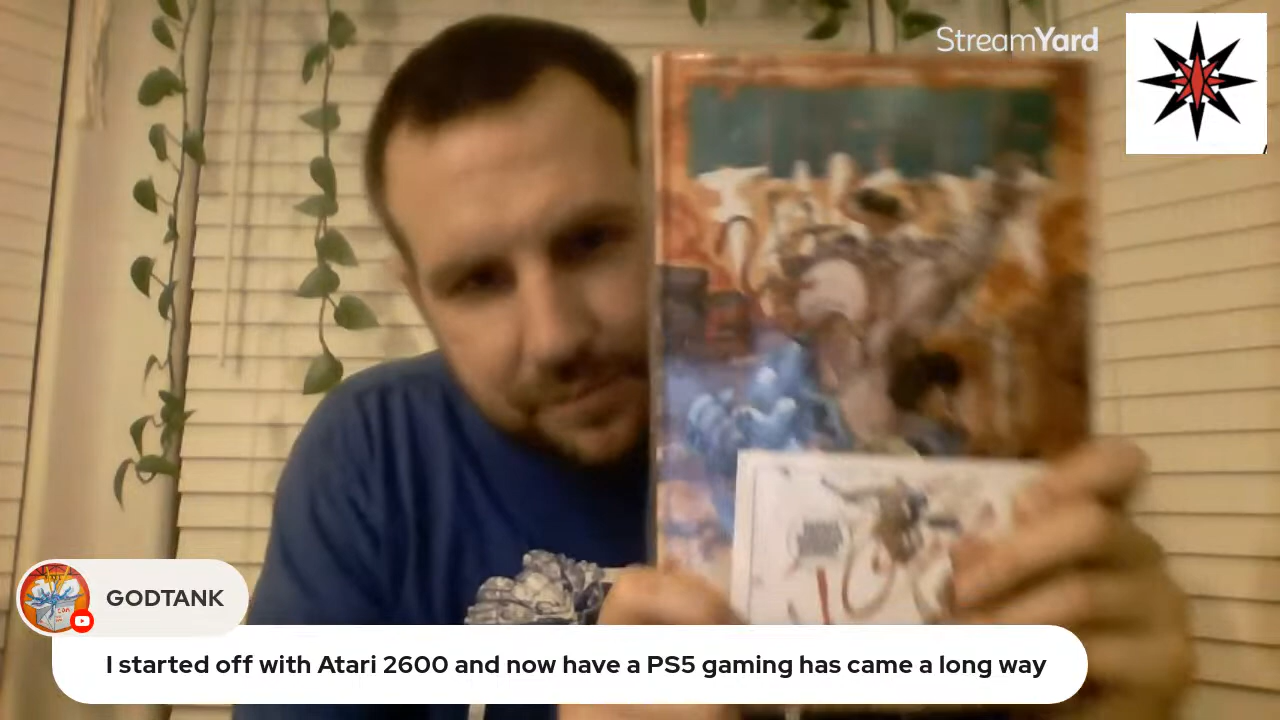 StreamYard
GODTANK
I started off with Atari 2600 and now have a PS5 gaming has came a long way